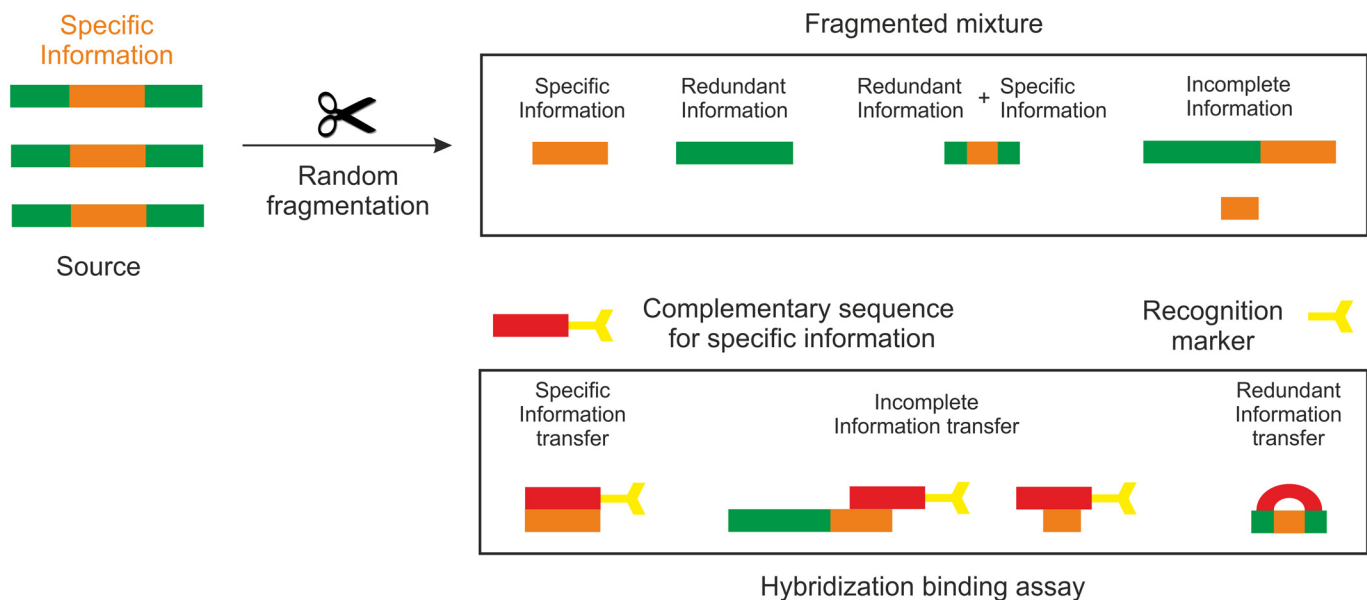 Specific
Information
Source
Random
fragmentation
Fragmented mixture
Specific
Information
Redundant
Information
Redundant
Information
+
Specific
Information
Incomplete
Information
Complementary sequence
for specific information
Recognition
marker
Specific
Information
transfer
Incomplete
Information transfer
Redundant
Information
transfer
Hybridization binding assay